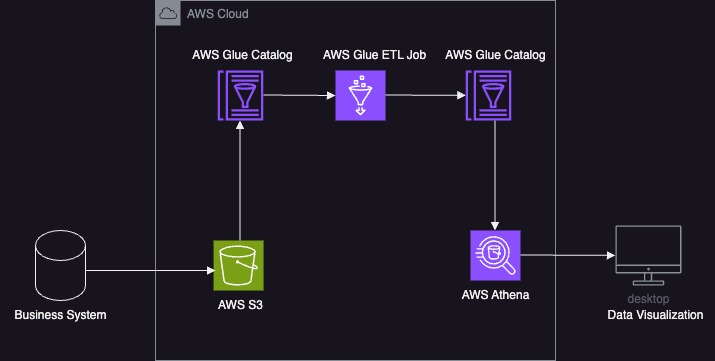 AWS Cloud
AWS Glue Catalog
AWS Glue ETL Job
AWS Glue Catalog
Business System
AWS S3
AWS Athena
desktop
Data Visualization